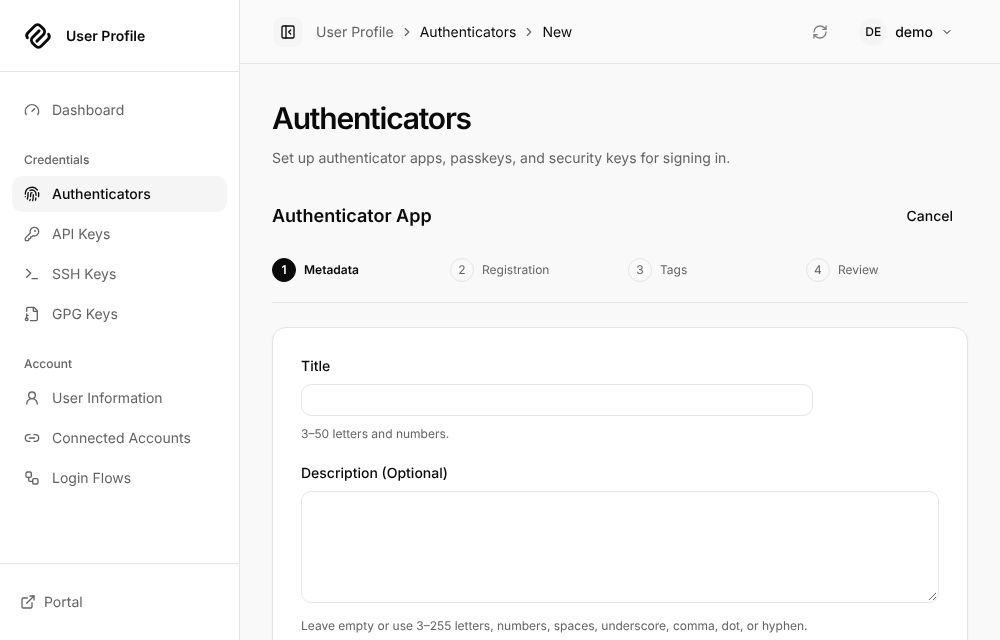 User Profile
User Profile > Authenticators > New
DE demo
Dashboard
Credentials
Authenticators
API Keys
SSH Keys
GPG Keys
Account
User Information
Connected Accounts
Login Flows
Portal
Authenticators
Set up authenticator apps, passkeys, and security keys for signing in.
Authenticator App
Cancel
1 Metadata
2 Registration
3 Tags
4 Review
Title
3–50 letters and numbers.
Description (Optional)
Leave empty or use 3–255 letters, numbers, spaces, underscore, comma, dot, or hyphen.